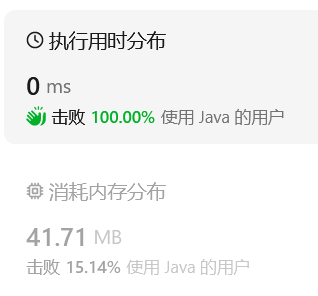 执行用时分布
0 ms
击败 100.00% 使用 Java 的用户
消耗内存分布
41.71 MB
击败 15.14% 使用 Java 的用户